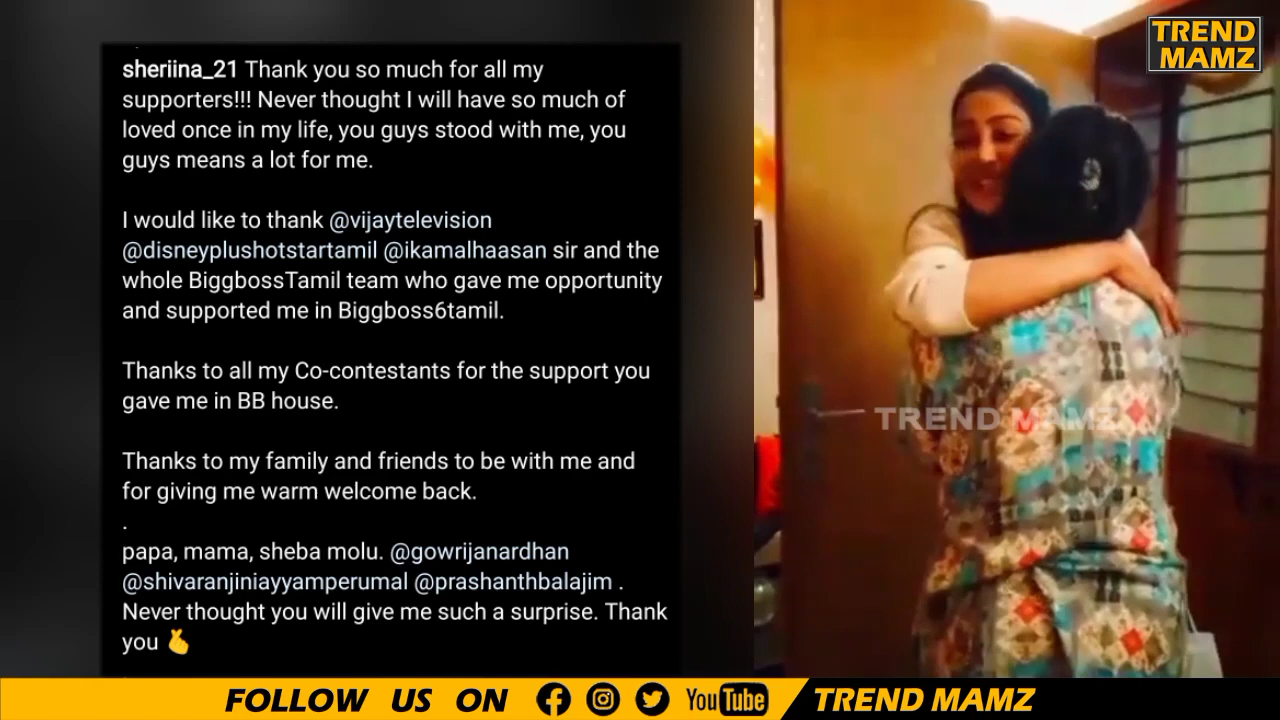 sheriina_21 Thank you so much for all my
supporters!!! Never thought I will have so much of
loved once in my life, you guys stood with me, you
guys means a lot for me.
I would like to thank @vijaytelevision
@disneyplushotstartamil @ikamalhaasan sir and the
whole BiggbossTamil team who gave me opportunity
and supported me in Biggboss6tamil.
Thanks to all my Co-contestants for the support you
gave me in BB house.
Thanks to my family and friends to be with me and
for giving me warm welcome back.
.
papa, mama, sheba molu. @gowrijanardhan
@shivaranjiniayyamperumal @prashanthbalajim .
Never thought you will give me such a surprise. Thank
you 🫰
TREND
MAMZ
TREND MAMZ
FOLLOW US ON YouTube TREND MAMZ